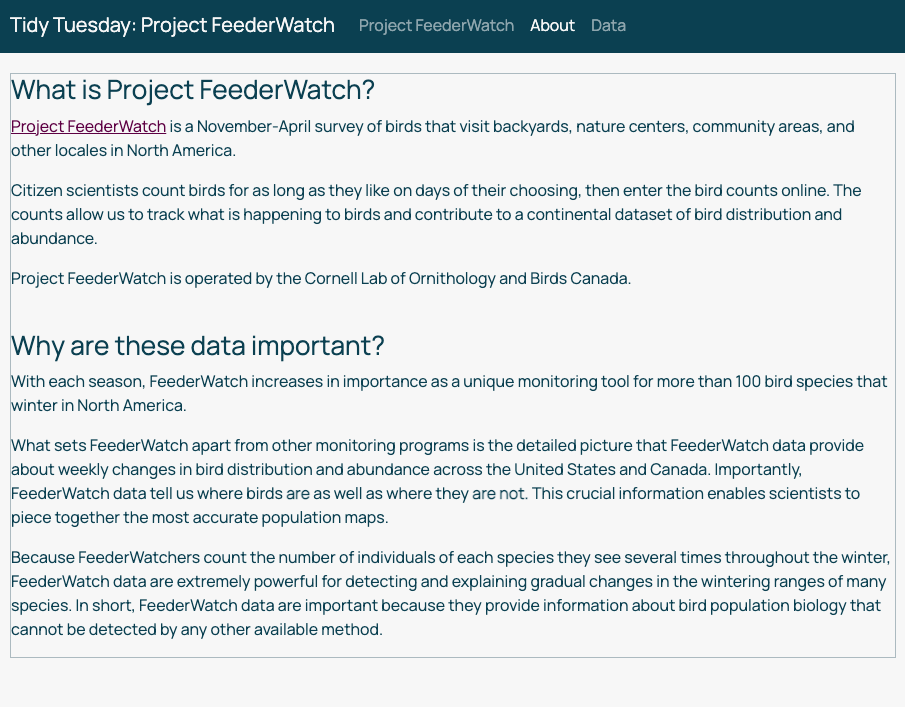 Tidy Tuesday: Project FeederWatch Project FeederWatch About Data
What is Project FeederWatch?
Project FeederWatch is a November-April survey of birds that visit backyards, nature centers, community areas, and
other locales in North America.
Citizen scientists count birds for as long as they like on days of their choosing, then enter the bird counts online. The
counts allow us to track what is happening to birds and contribute to a continental dataset of bird distribution and
abundance.
Project FeederWatch is operated by the Cornell Lab of Ornithology and Birds Canada.
Why are these data important?
With each season, FeederWatch increases in importance as a unique monitoring tool for more than 100 bird species that
winter in North America.
What sets FeederWatch apart from other monitoring programs is the detailed picture that FeederWatch data provide
about weekly changes in bird distribution and abundance across the United States and Canada. Importantly,
FeederWatch data tell us where birds are as well as where they are not. This crucial information enables scientists to
piece together the most accurate population maps.
Because FeederWatchers count the number of individuals of each species they see several times throughout the winter,
FeederWatch data are extremely powerful for detecting and explaining gradual changes in the wintering ranges of many
species. In short, FeederWatch data are important because they provide information about bird population biology that
cannot be detected by any other available method.